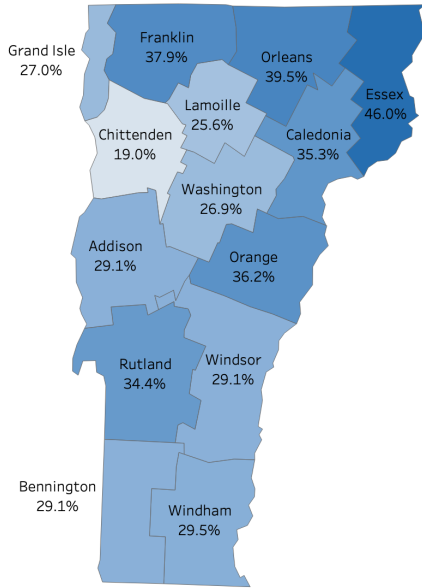 Franklin
37.9%
Grand Isle
27.0%
Orleans
39.5%
Essex
46.0%
Lamoille
25.6%
Chittenden
19.0%
Caledonia
35.3%
Washington
26.9%
Addison
29.1%
Orange
36.2%
Rutland
34.4%
Windsor
29.1%
Bennington
29.1%
Windham
29.5%